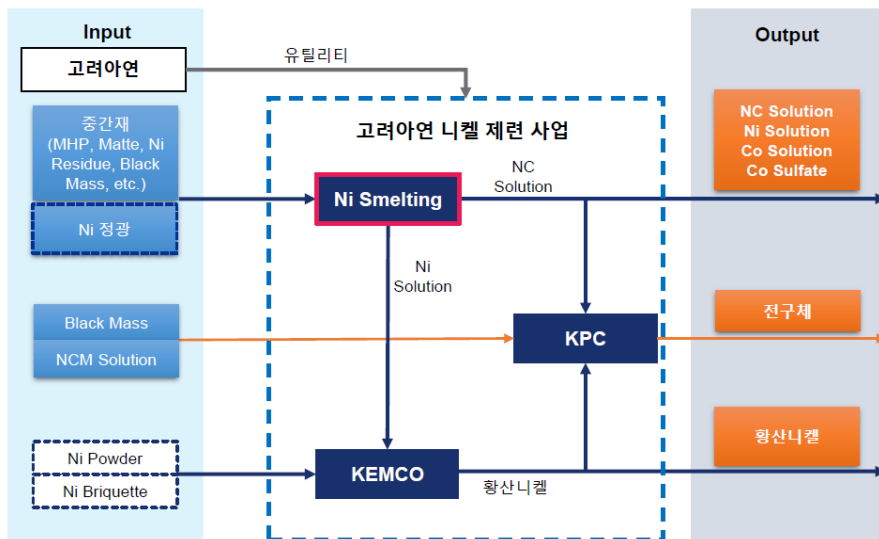 Input
Output
고려아연
유틸리티
중간재
(MHP, Matte, Ni
Residue, Black
Mass, etc.)
Ni 정광
고려아연 니켈 제련 사업
Ni Smelting
NC
Solution
NC Solution
Ni Solution
Co Solution
Co Sulfate
Ni
Solution
Black Mass
NCM Solution
KPC
전구체
Ni Powder
Ni Briquette
KEMCO
황산니켈
황산니켈